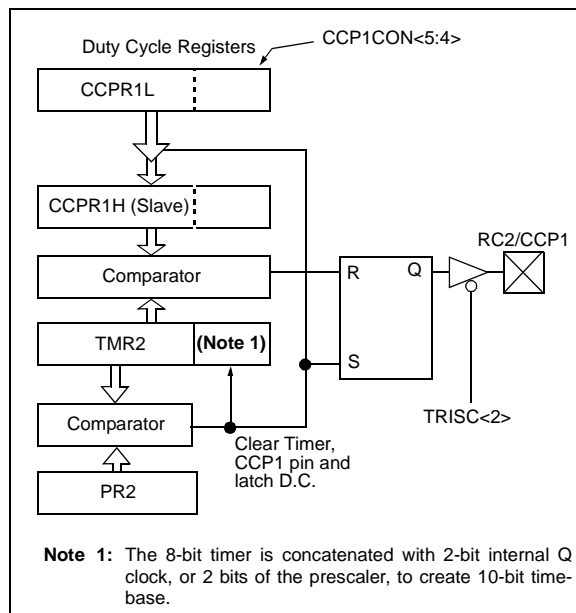 Duty Cycle Registers
CCP1CON<5:4>
CCPR1L
CCPR1H (Slave)
RC2/CCP1
Comparator
R
Q
TMR2
(Note 1)
S
Comparator
TRISC<2>
Clear Timer,
CCP1 pin and
latch D.C.
PR2
Note 1: The 8-bit timer is concatenated with 2-bit internal Q
clock, or 2 bits of the prescaler, to create 10-bit time-
base.